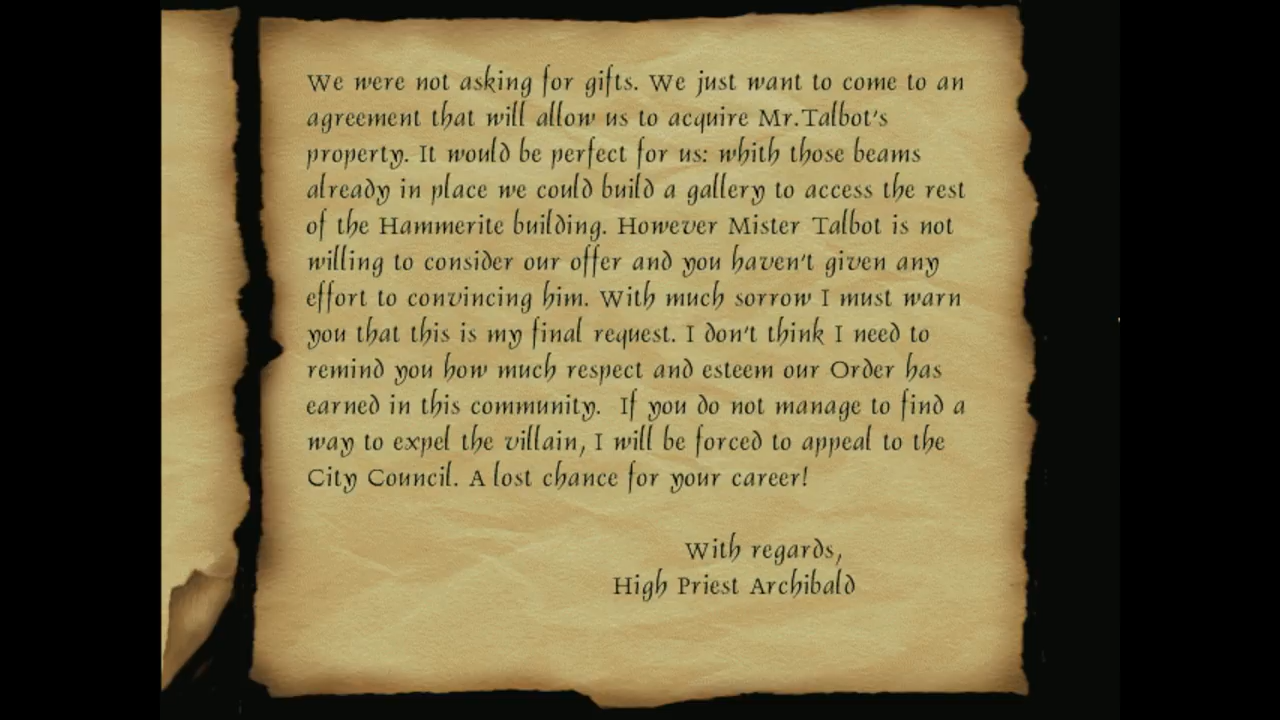 We were not asking for gifts. We just want to come to an
agreement that will allow us to acquire Mr.Talbot's
property. It would be perfect for us: whith those beams
already in place we could build a gallery to access the rest
of the Hammerite building. However Mister Talbot is not
willing to consider our offer and you haven't given any
effort to convincing him. With much sorrow I must warn
you that this is my final request. I don't think I need to
remind you how much respect and esteem our Order has
earned in this community.  If you do not manage to find a
way to expel the villain, I will be forced to appeal to the
City Council. A lost chance for your career!
With regards,
High Priest Archibald